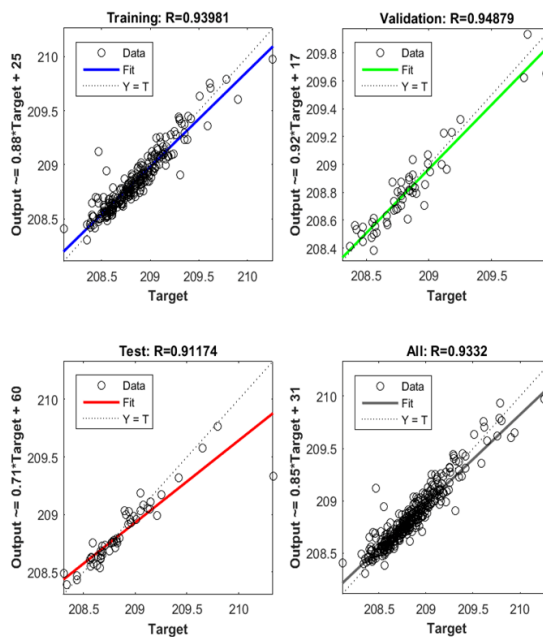 Training: R=0.93981
Output ~= 0.88*Target + 25
210
209.5
209
208.5
Data
Fit
Y = T
208.5
209
209.5
210
Target
Validation: R=0.94879
Output ~= 0.92*Target + 17
209.8
209.6
209.4
209.2
209
208.8
208.6
208.4
Data
Fit
Y = T
208.5
209
209.5
Target
Test: R=0.91174
Output ~= 0.71*Target + 60
210
209.5
209
208.5
Data
Fit
Y = T
208.5
209
209.5
210
Target
All: R=0.9332
Output ~= 0.85*Target + 31
210
209.5
209
208.5
Data
Fit
Y = T
208.5
209
209.5
210
Target